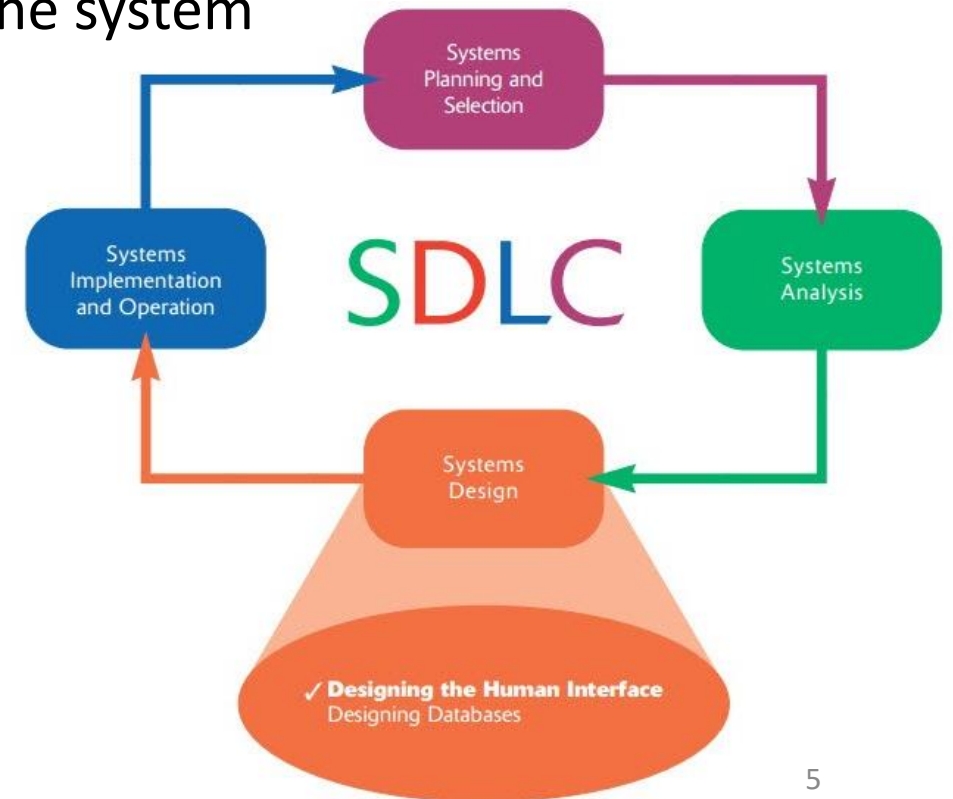 he system
Systems
Planning and
Selection
Systems
Implementation
and Operation
SDLC
Systems
Analysis
Systems
Design
✓ Designing the Human Interface
Designing Databases
5